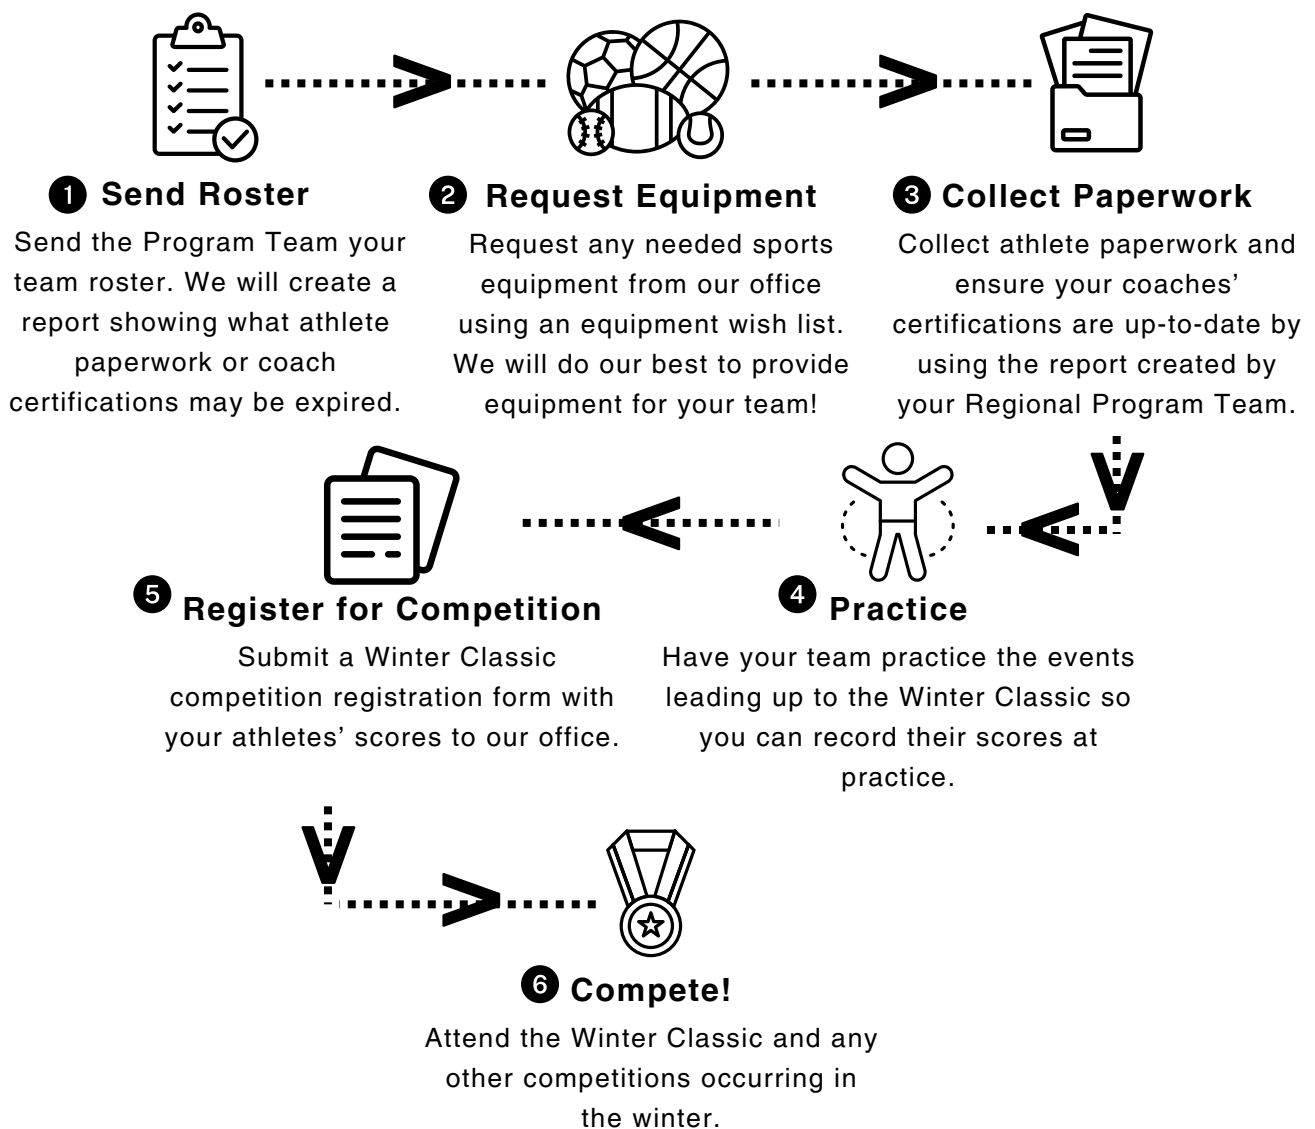 1 Send Roster
Send the Program Team your
team roster. We will create a
report showing what athlete
paperwork or coach
certifications may be expired.
2 Request Equipment
Request any needed sports
equipment from our office
using an equipment wish list.
We will do our best to provide
equipment for your team!
3 Collect Paperwork
Collect athlete paperwork and
ensure your coaches’
certifications are up-to-date by
using the report created by
your Regional Program Team.
4 Practice
Have your team practice the events
leading up to the Winter Classic so
you can record their scores at
practice.
5 Register for Competition
Submit a Winter Classic
competition registration form with
your athletes’ scores to our office.
6 Compete!
Attend the Winter Classic and any
other competitions occurring in
the winter.